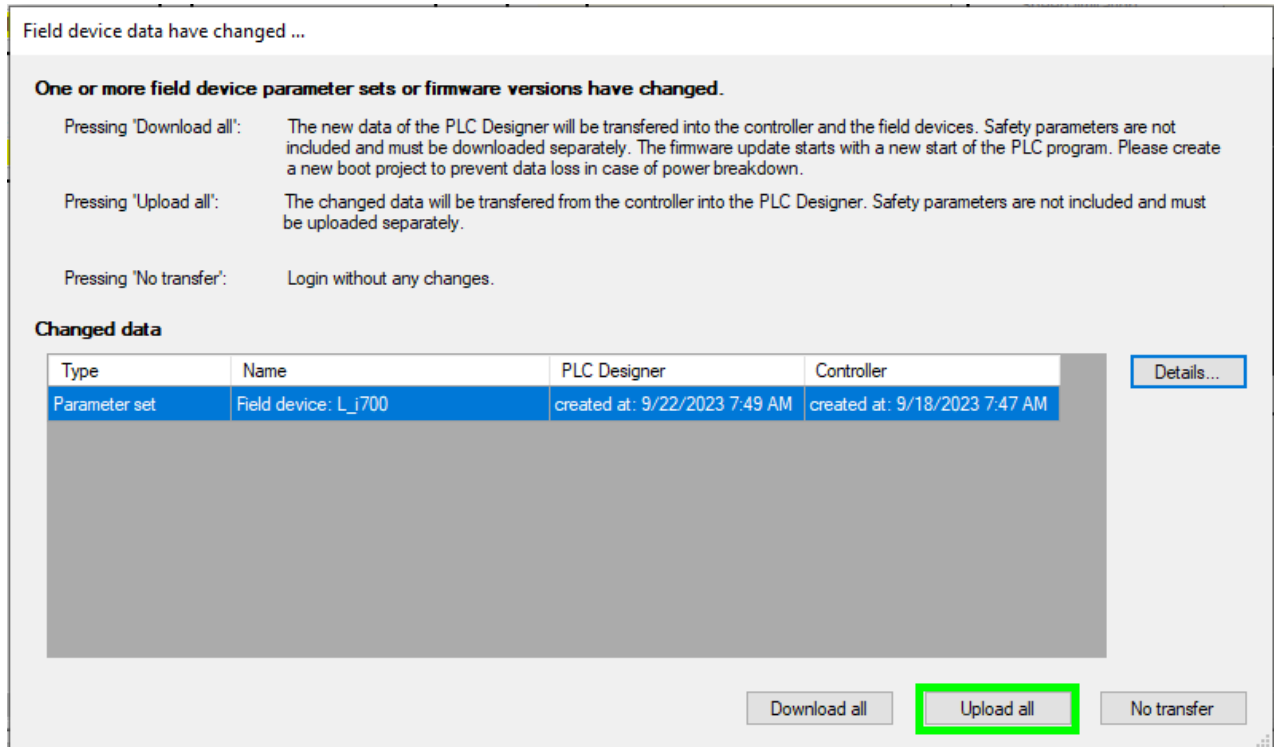 Field device data have changed ...
One or more field device parameter sets or firmware versions have changed.
Pressing 'Download all': The new data of the PLC Designer will be transfered into the controller and the field devices. Safety parameters are not
included and must be downloaded separately. The firmware update starts with a new start of the PLC program. Please create
a new boot project to prevent data loss in case of power breakdown.
Pressing 'Upload all': The changed data will be transfered from the controller into the PLC Designer. Safety parameters are not included and must
be uploaded separately.
Pressing 'No transfer': Login without any changes.
Changed data
Type Name PLC Designer Controller Details...
Parameter set Field device: L_i700 created at: 9/22/2023 7:49 AM created at: 9/18/2023 7:47 AM
Download all Upload all No transfer